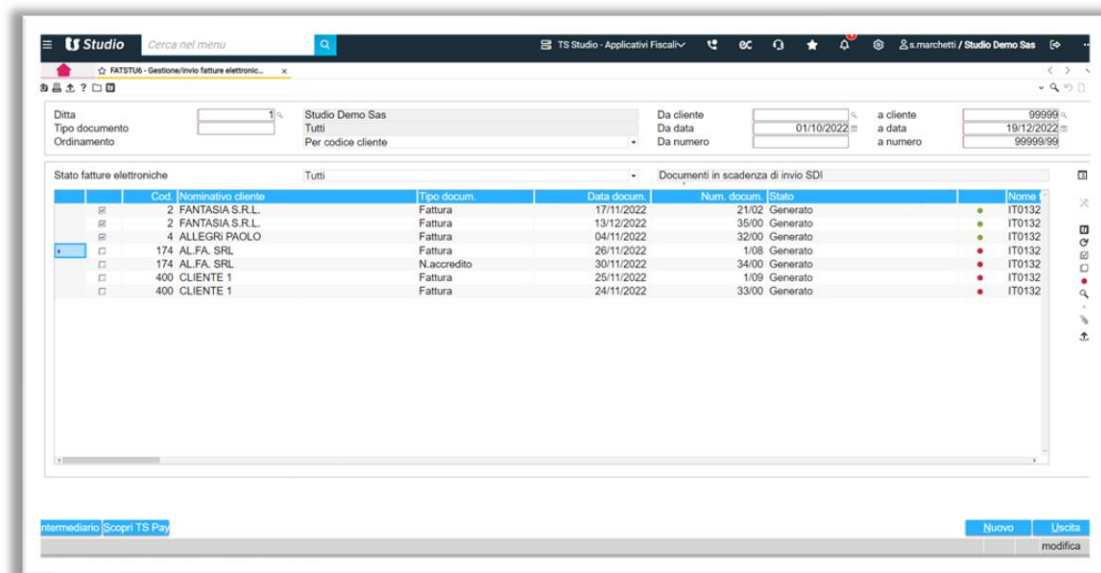 Studio Cerca nel menu TS Studio - Applicativi Fiscali s.marchetti / Studio Demo Sas
FATSTU6 - Gestione/invio fatture elettronic... x
Ditta 1 Studio Demo Sas Da cliente a cliente 99999
Tipo documento Tutti Da data 01/10/2022 a data 19/12/2022
Ordinamento Per codice cliente Da numero a numero 99999/99
Stato fatture elettroniche Tutti Documenti in scadenza di invio SDI
Cod. Nominativo cliente Tipo docum. Data docum. Num. docum. Stato Nome
2 FANTASIA S.R.L. Fattura 17/11/2022 21/02 Generato IT0132
2 FANTASIA S.R.L. Fattura 13/12/2022 35/00 Generato IT0132
4 ALLEGRi PAOLO Fattura 04/11/2022 32/00 Generato IT0132
174 AL.FA. SRL Fattura 26/11/2022 1/08 Generato IT0132
174 AL.FA. SRL N.accredito 30/11/2022 34/00 Generato IT0132
400 CLIENTE 1 Fattura 25/11/2022 1/09 Generato IT0132
400 CLIENTE 1 Fattura 24/11/2022 33/00 Generato IT0132
ntermediario Scopri TS Pay Nuovo Uscita
modifica